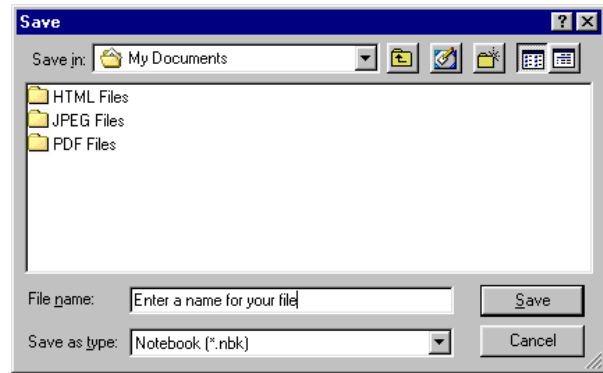 Save
Save in: My Documents
HTML Files
JPEG Files
PDF Files
File name: Enter a name for your file Save
Save as type: Notebook (*.nbk) Cancel